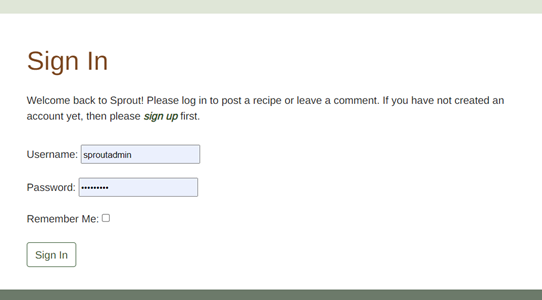 Sign In
Welcome back to Sprout! Please log in to post a recipe or leave a comment. If you have not created an
account yet, then please sign up first.
Username: sproutadmin
Password: •••••••••
Remember Me:
Sign In